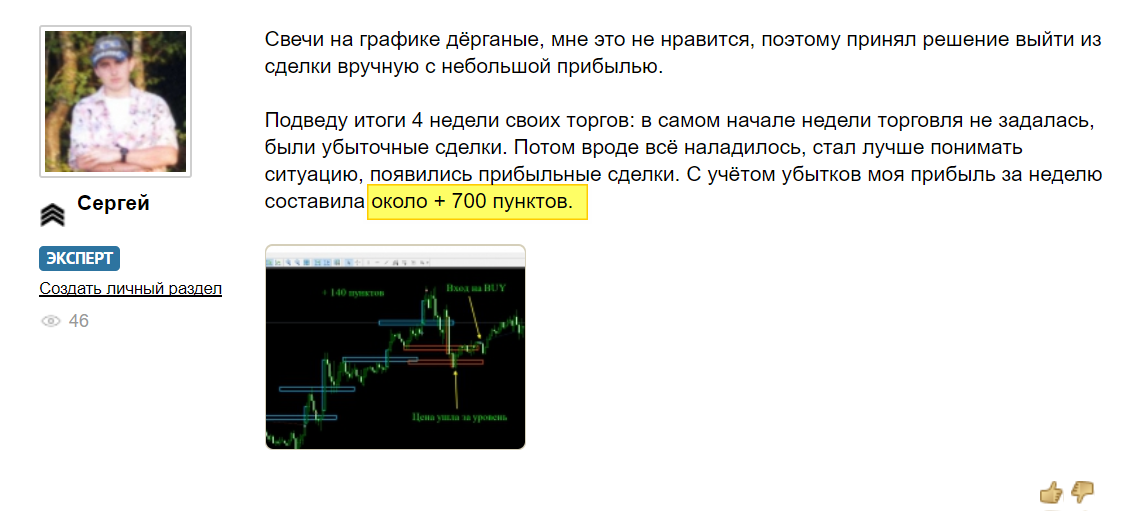 Свечи на графике дёрганые, мне это не нравится, поэтому принял решение выйти из
сделки вручную с небольшой прибылью.
Подведу итоги 4 недели своих торгов: в самом начале недели торговля не задалась,
были убыточные сделки. Потом вроде всё наладилось, стал лучше понимать
ситуацию, появились прибыльные сделки. С учётом убытков моя прибыль за неделю
составила около + 700 пунктов.
Сергей
ЭКСПЕРТ
Создать личный раздел
46
+ 140 пунктов
Вход на BUY
Цена ушла за уровень